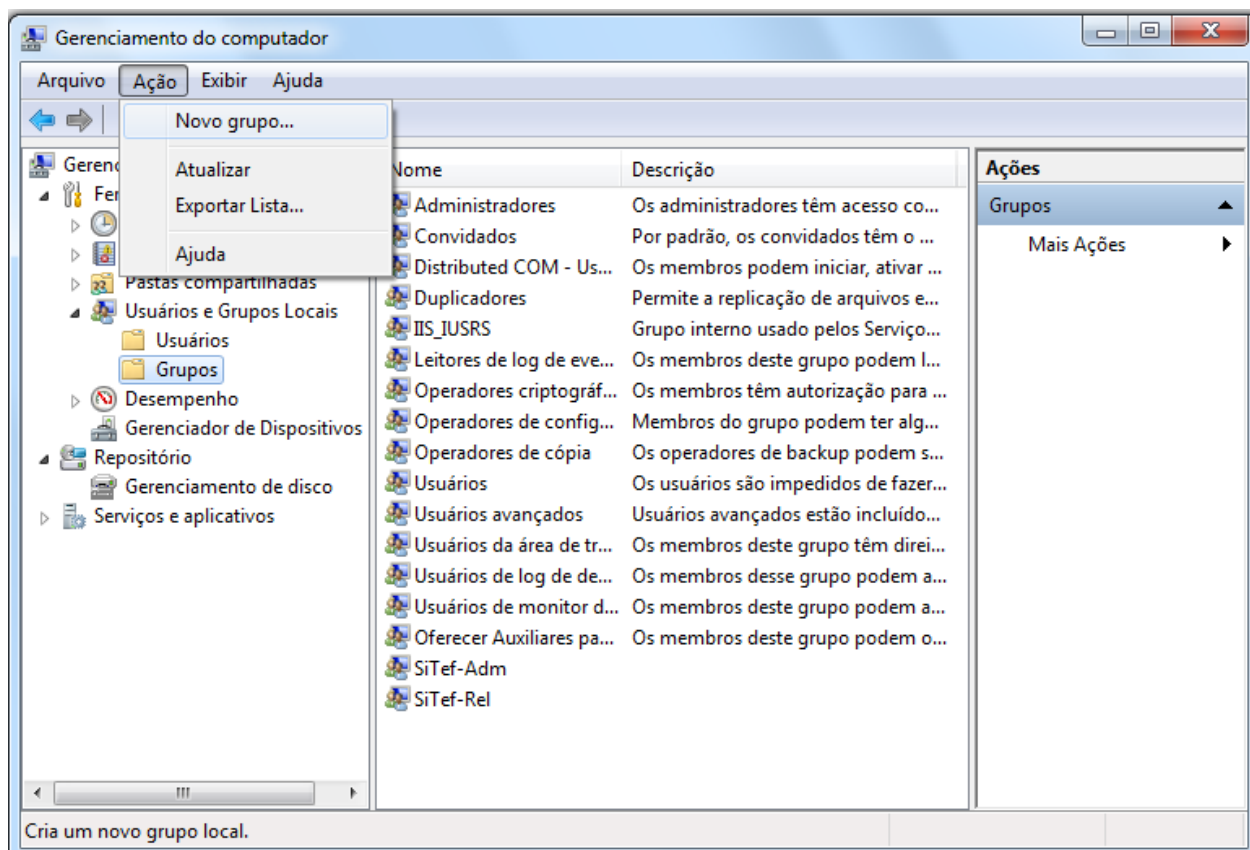 Gerenciamento do computador
Arquivo Ação Exibir Ajuda
Novo grupo...
Atualizar
Exportar Lista...
Ajuda
Gerenc
Fer
Pastas compartilhadas
Usuários e Grupos Locais
Usuários
Grupos
Desempenho
Gerenciador de Dispositivos
Repositório
Gerenciamento de disco
Serviços e aplicativos
Nome Descrição
Administradores Os administradores têm acesso co...
Convidados Por padrão, os convidados têm o ...
Distributed COM - Us... Os membros podem iniciar, ativar ...
Duplicadores Permite a replicação de arquivos e...
IIS_IUSRS Grupo interno usado pelos Serviço...
Leitores de log de eve... Os membros deste grupo podem l...
Operadores criptográf... Os membros têm autorização para ...
Operadores de config... Membros do grupo podem ter alg...
Operadores de cópia Os operadores de backup podem s...
Usuários Os usuários são impedidos de fazer...
Usuários avançados Usuários avançados estão incluído...
Usuários da área de tr... Os membros deste grupo têm direi...
Usuários de log de de... Os membros desse grupo podem a...
Usuários de monitor d... Os membros deste grupo podem a...
Oferecer Auxiliares pa... Os membros deste grupo podem o...
SiTef-Adm
SiTef-Rel
Ações
Grupos
Mais Ações
Cria um novo grupo local.